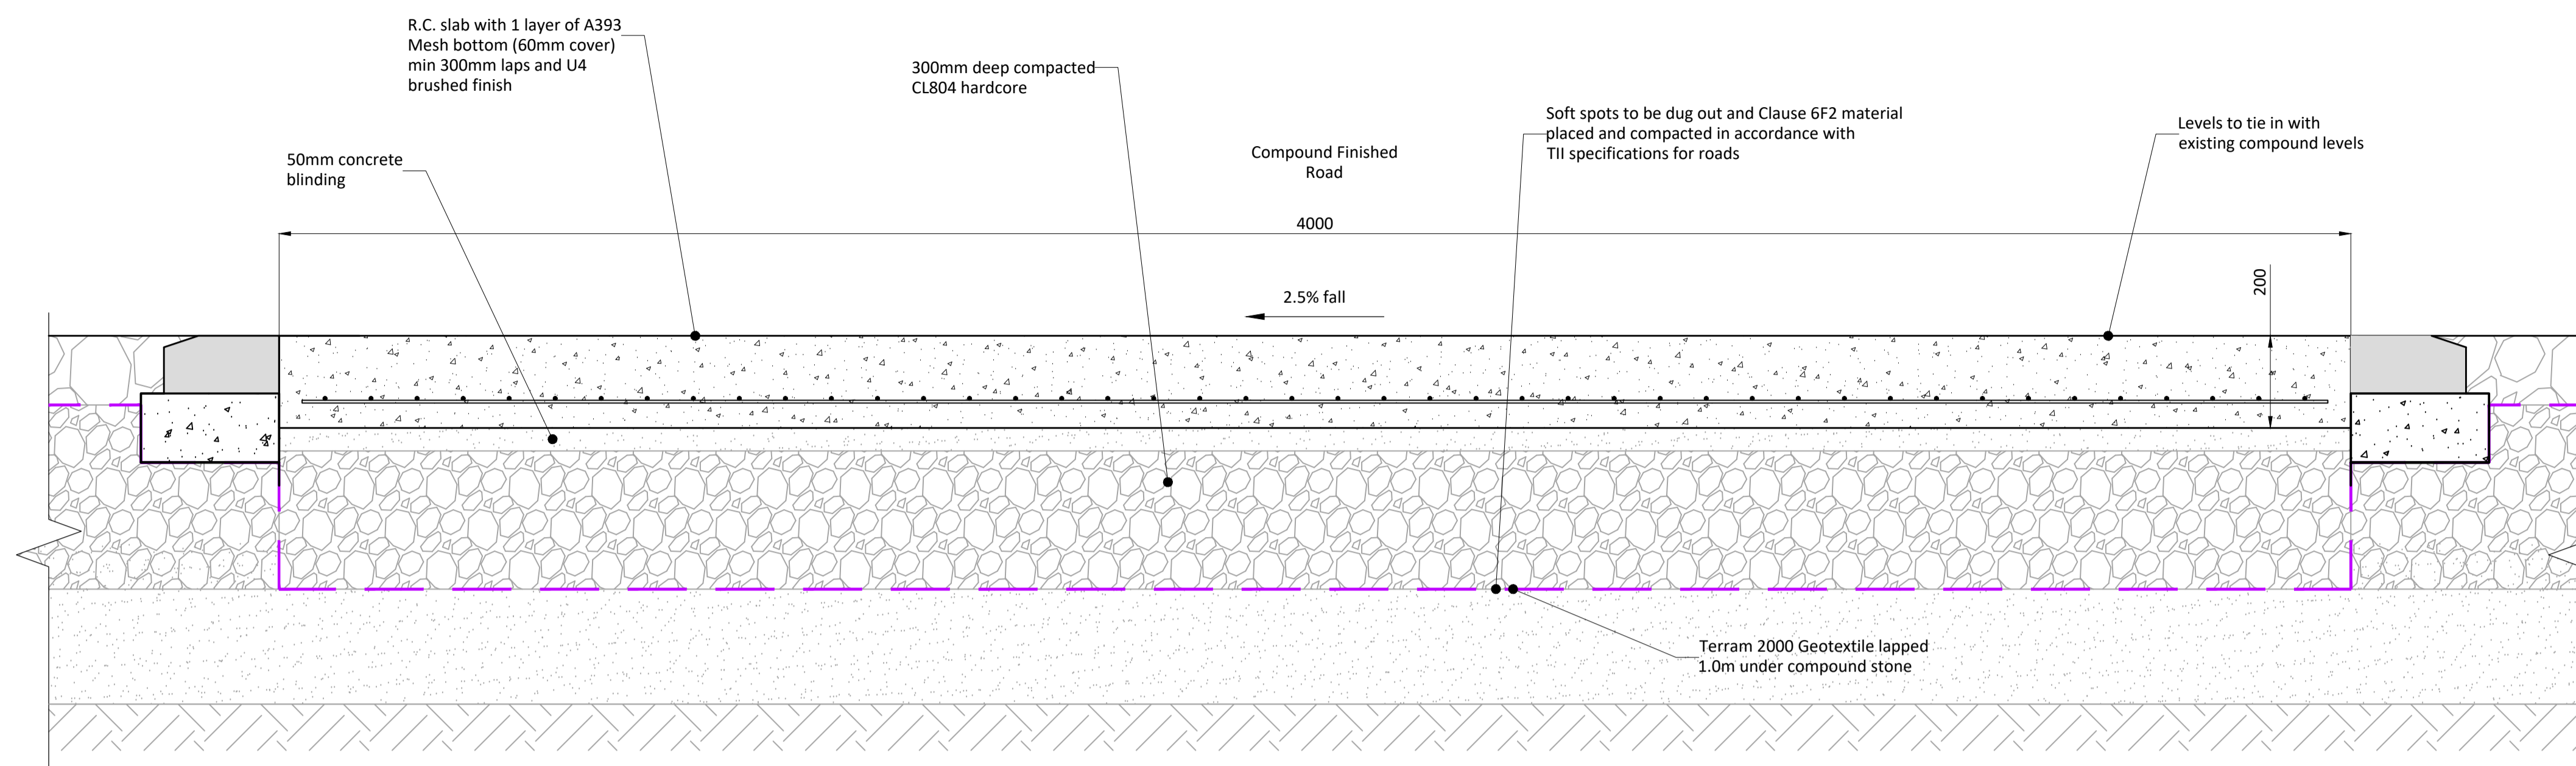 R.C. slab with 1 layer of A393
Mesh bottom (60mm cover)
min 300mm laps and U4
brushed finish
300mm deep compacted
CL804 hardcore
Soft spots to be dug out and Clause 6F2 material
placed and compacted in accordance with
TII specifications for roads
Levels to tie in with
existing compound levels
50mm concrete
blinding
Compound Finished
Road
4000
2.5% fall
200
Terram 2000 Geotextile lapped
1.0m under compound stone